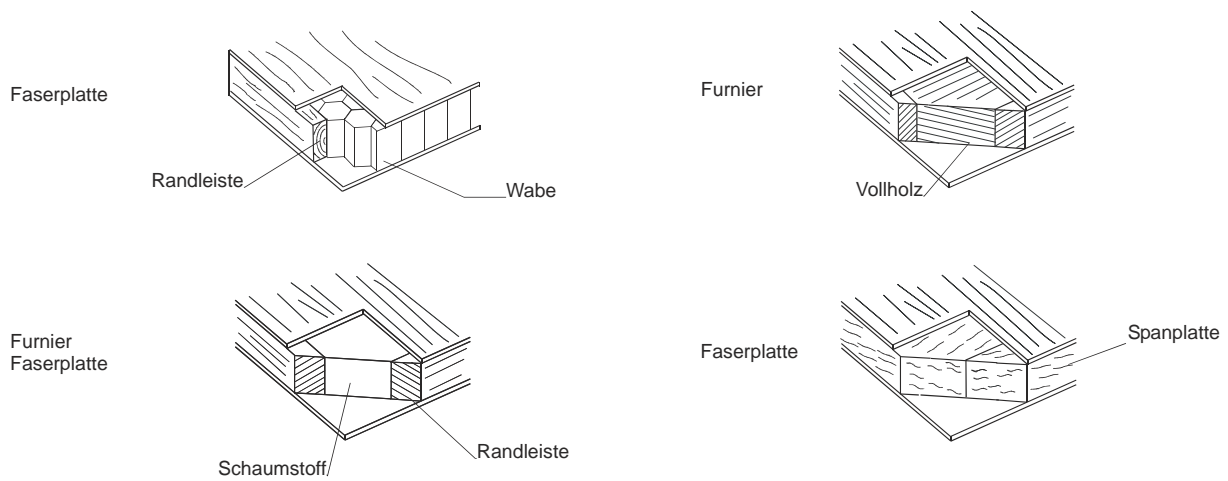 Faserplatte
Randleiste
Wabe
Furnier
Vollholz
Furnier
Faserplatte
Schaumstoff
Randleiste
Faserplatte
Spanplatte